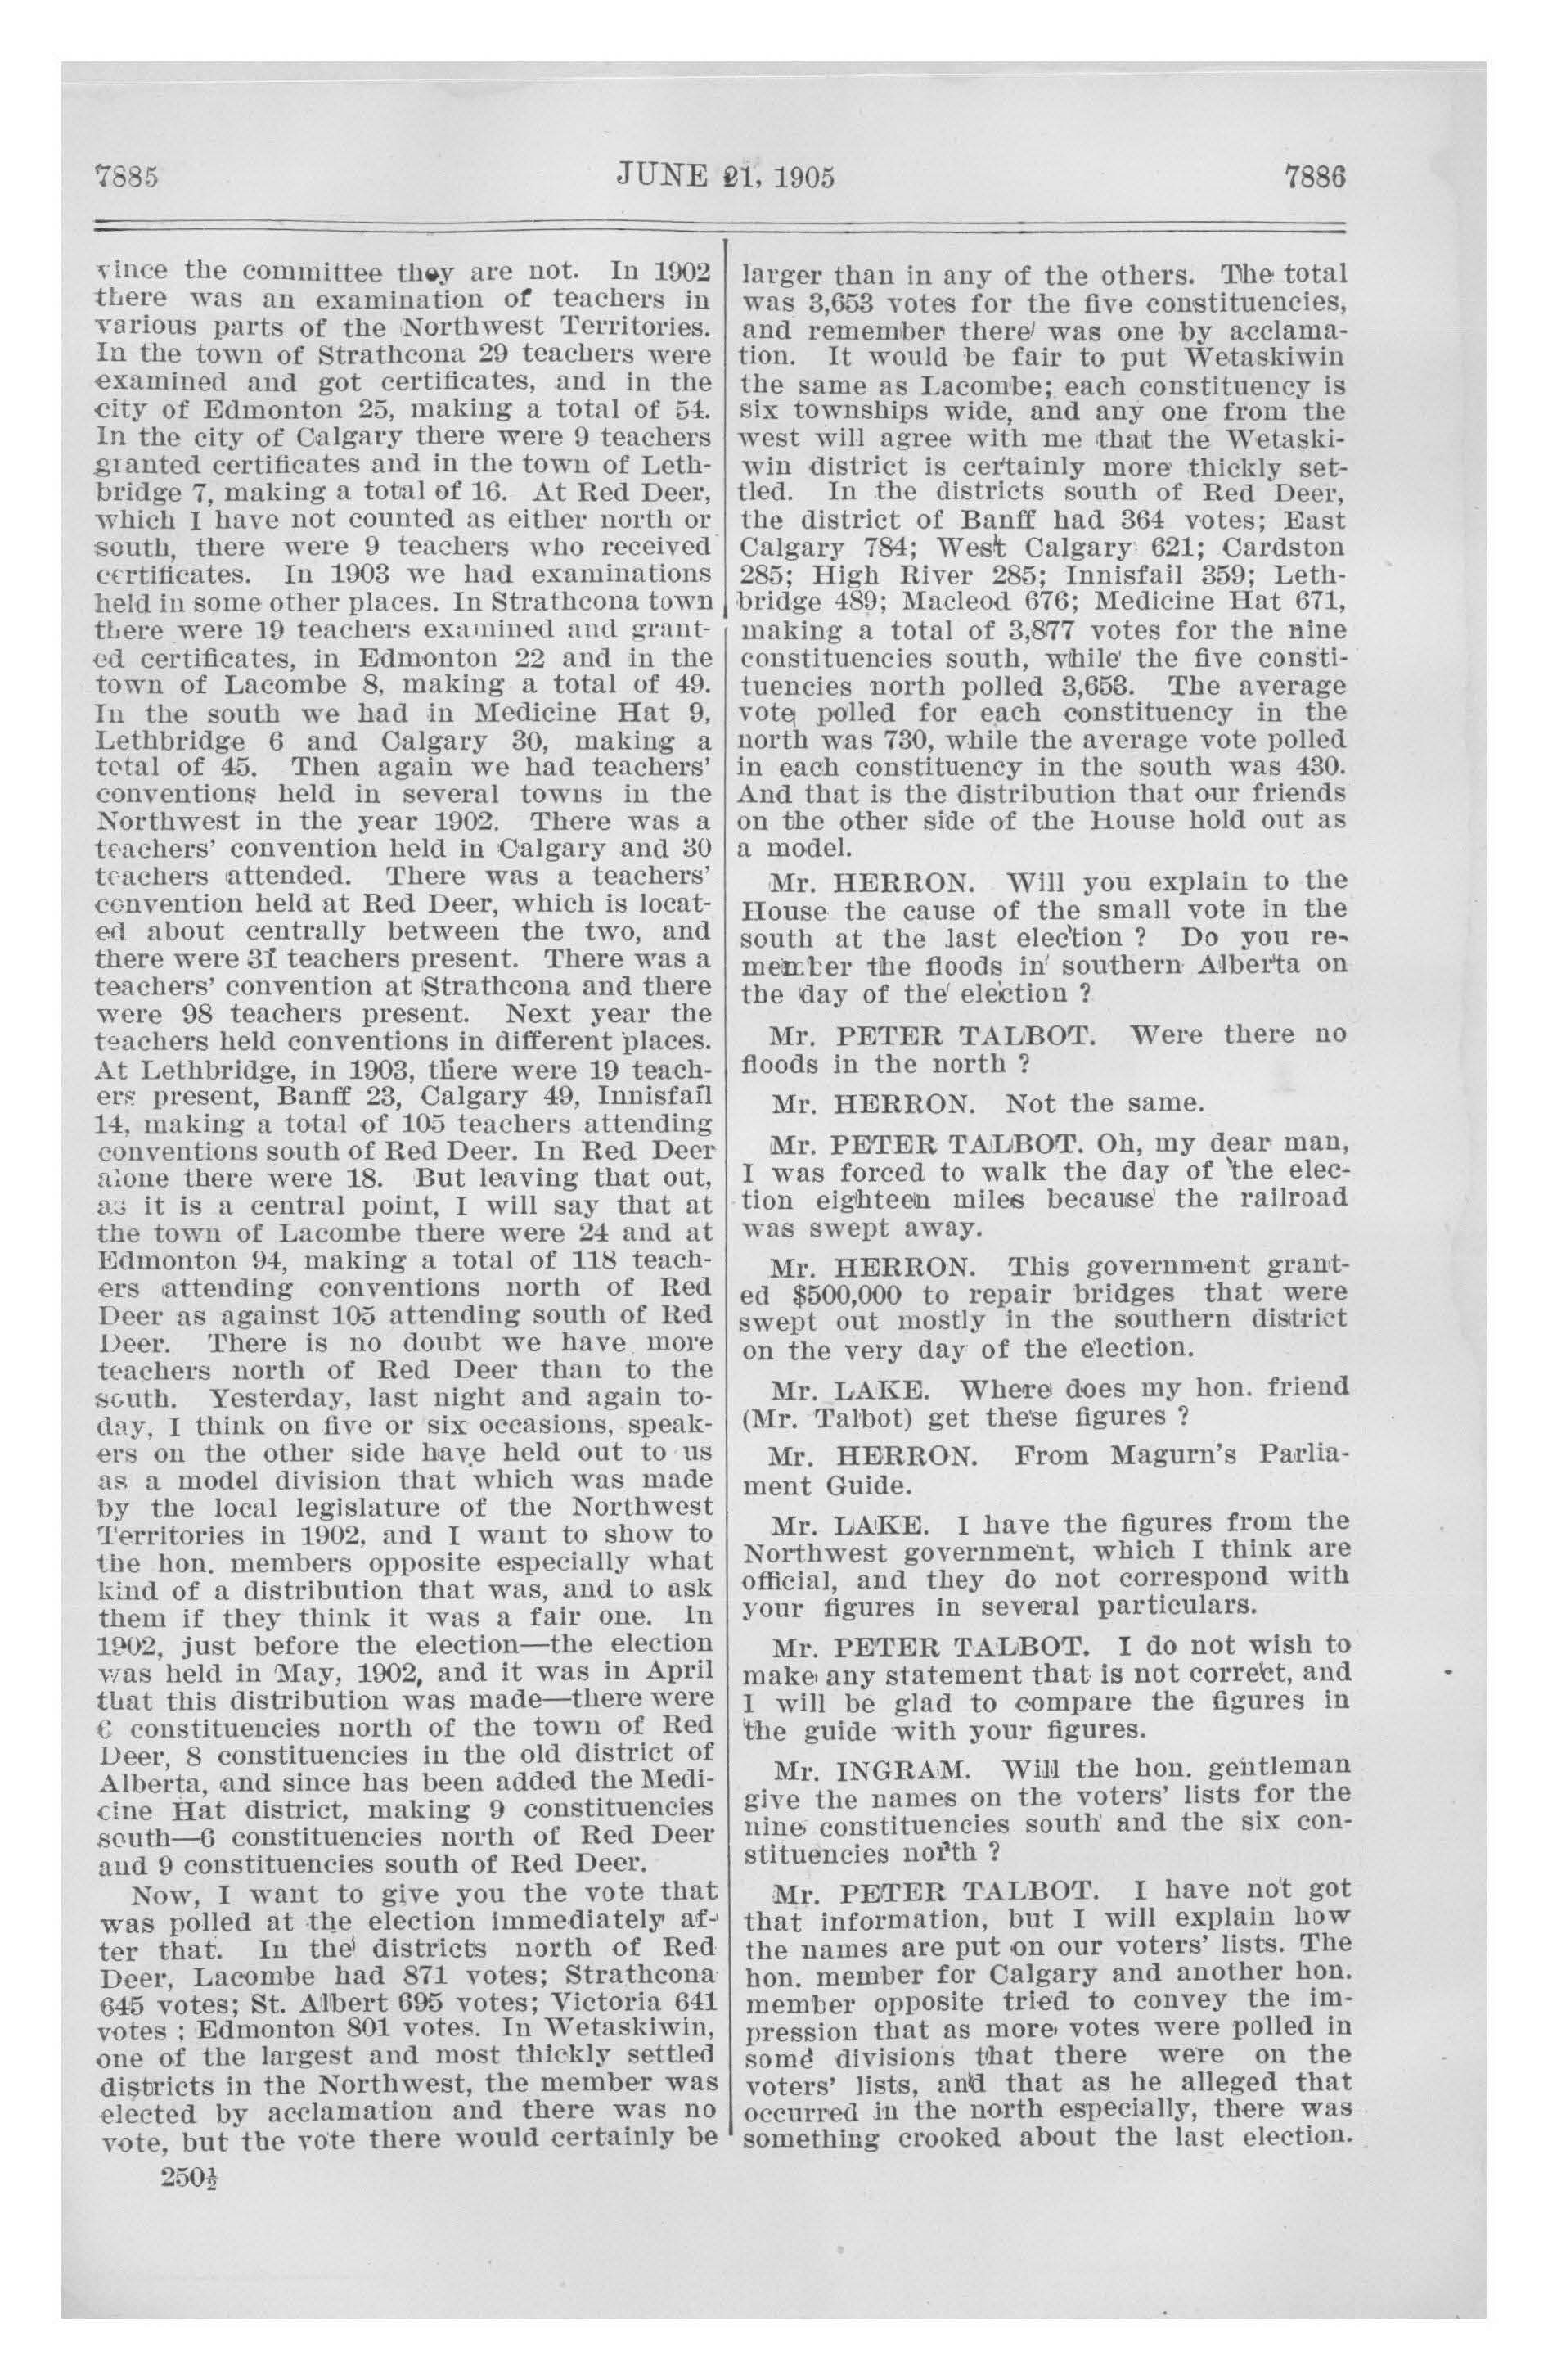 7885
JUNE 21, 1905
7886
vince the committee they are not. In 1902
there was an examination of teachers in
various parts of the Northwest Territories.
In the town of Strathcona 29 teachers were
examined and got certificates, and in the
city of Edmonton 25, making a total of 54.
In the city of Calgary there were 9 teachers
granted certificates and in the town of Leth-
bridge 7, making a total of 16. At Red Deer,
which I have not counted as either north or
south, there were 9 teachers who received
certificates. In 1903 we had examinations
held in some other places. In Strathcona town
there were 19 teachers examined and grant-
ed certificates, in Edmonton 22 and in the
town of Lacombe 8, making a total of 49.
In the south we had in Medicine Hat 9,
Lethbridge 6 and Calgary 30, making a
total of 45. Then again we had teachers'
conventions held in several towns in the
Northwest in the year 1902. There was a
teachers' convention held in Calgary and 30
teachers attended. There was a teachers'
convention held at Red Deer, which is locat-
ed about centrally between the two, and
there were 31 teachers present. There was a
teachers' convention at Strathcona and there
were 98 teachers present. Next year the
teachers held conventions in different places.
At Lethbridge, in 1903, there were 19 teach-
ers present, Banff 23, Calgary 49, Innisfail
14, making a total of 105 teachers attending
conventions south of Red Deer. In Red Deer
alone there were 18. But leaving that out,
as it is a central point, I will say that at
the town of Lacombe there were 24 and at
Edmonton 94, making a total of 118 teach-
ers attending conventions north of Red
Deer as against 105 attending south of Red
Deer. There is no doubt we have more
teachers north of Red Deer than to the
south. Yesterday, last night and again to-
day, I think on five or six occasions, speak-
ers on the other side have held out to us
as a model division that which was made
by the local legislature of the Northwest
Territories in 1902, and I want to show to
the hon. members opposite especially what
kind of a distribution that was, and to ask
them if they think it was a fair one. In
1902, just before the election—the election
was held in May, 1902, and it was in April
that this distribution was made—there were
6 constituencies north of the town of Red
Deer, 8 constituencies in the old district of
Alberta, and since has been added the Medi-
cine Hat district, making 9 constituencies
south—6 constituencies north of Red Deer
and 9 constituencies south of Red Deer.
Now, I want to give you the vote that
was polled at the election immediately af-
ter that. In the districts north of Red
Deer, Lacombe had 871 votes; Strathcona
645 votes; St. Albert 695 votes; Victoria 641
votes ; Edmonton 801 votes. In Wetaskiwin,
one of the largest and most thickly settled
districts in the Northwest, the member was
elected by acclamation and there was no
vote, but the vote there would certainly be
250½
larger than in any of the others. The total
was 3,653 votes for the five constituencies,
and remember there was one by acclama-
tion. It would be fair to put Wetaskiwin
the same as Lacombe; each constituency is
six townships wide, and any one from the
west will agree with me that the Wetaski-
win district is certainly more thickly set-
tled. In the districts south of Red Deer,
the district of Banff had 364 votes; East
Calgary 784; West Calgary 621; Cardston
285; High River 285; Innisfail 359; Leth-
bridge 489; Macleod 676; Medicine Hat 671,
making a total of 3,877 votes for the nine
constituencies south, while the five consti-
tuencies north polled 3,653. The average
vote polled for each constituency in the
north was 730, while the average vote polled
in each constituency in the south was 430.
And that is the distribution that our friends
on the other side of the House hold out as
a model.
Mr. HERRON. Will you explain to the
House the cause of the small vote in the
south at the last election ? Do you re-
member the floods in southern Alberta on
the day of the election ?
Mr. PETER TALBOT. Were there no
floods in the north ?
Mr. HERRON. Not the same.
Mr. PETER TALBOT. Oh, my dear man,
I was forced to walk the day of the elec-
tion eighteen miles because the railroad
was swept away.
Mr. HERRON. This government grant-
ed $500,000 to repair bridges that were
swept out mostly in the southern district
on the very day of the election.
Mr. LAKE. Where does my hon. friend
(Mr. Talbot) get these figures ?
Mr. HERRON. From Magurn's Parlia-
ment Guide.
Mr. LAKE. I have the figures from the
Northwest government, which I think are
official, and they do not correspond with
your figures in several particulars.
Mr. PETER TALBOT. I do not wish to
make any statement that is not correct, and
I will be glad to compare the figures in
the guide with your figures.
Mr. INGRAM. Will the hon. gentleman
give the names on the voters' lists for the
nine constituencies south and the six con-
stituencies north ?
Mr. PETER TALBOT. I have not got
that information, but I will explain how
the names are put on our voters' lists. The
hon. member for Calgary and another hon.
member opposite tried to convey the im-
pression that as more votes were polled in
some divisions that there were on the
voters' lists, and that as he alleged that
occurred in the north especially, there was
something crooked about the last election.